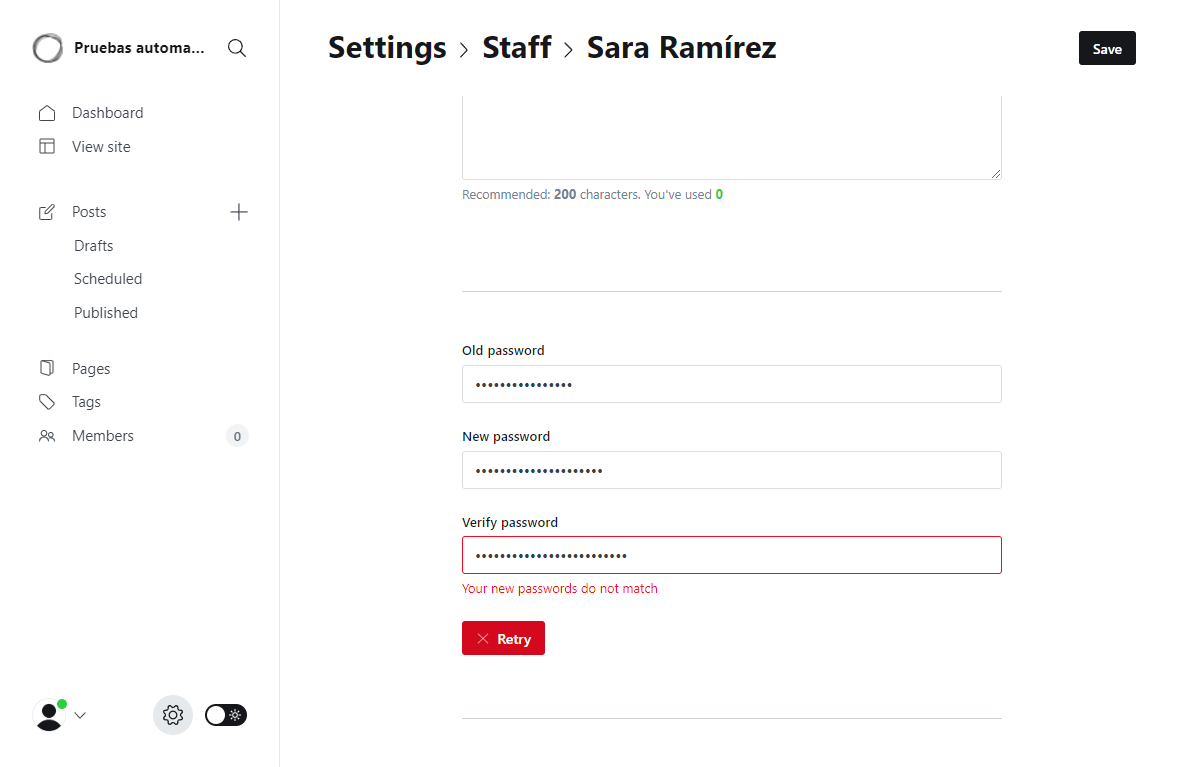 Pruebas automa...
Settings > Staff > Sara Ramírez
Save
Dashboard
View site
Posts
Drafts
Scheduled
Published
Pages
Tags
Members 0
Recommended: 200 characters. You've used 0
Old password
••••••••••••••••
New password
•••••••••••••••••••••
Verify password
•••••••••••••••••••••••••
Your new passwords do not match
Retry